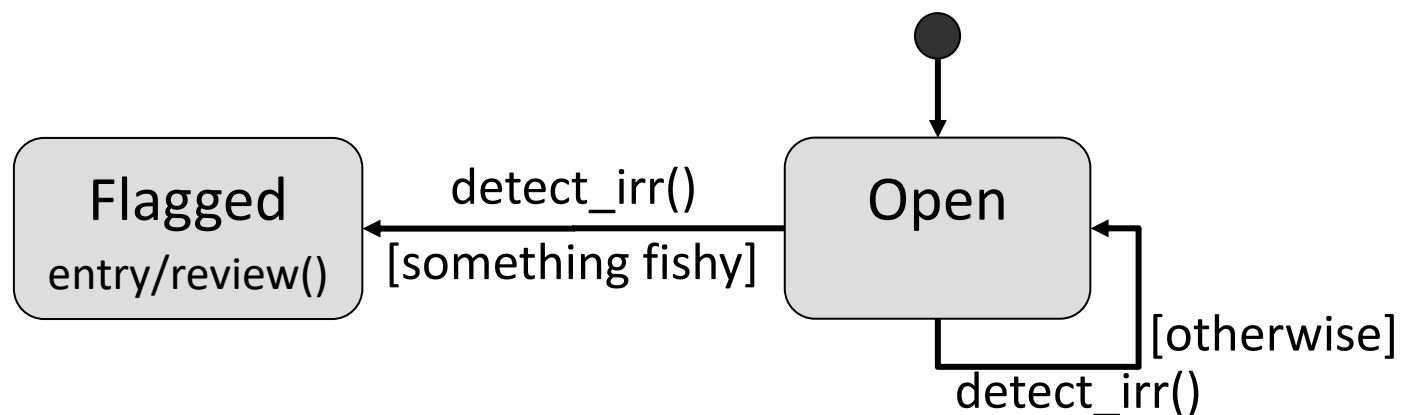 Flagged
entry/review()
detect_irr()
[something fishy]
Open
[otherwise]
detect_irr()